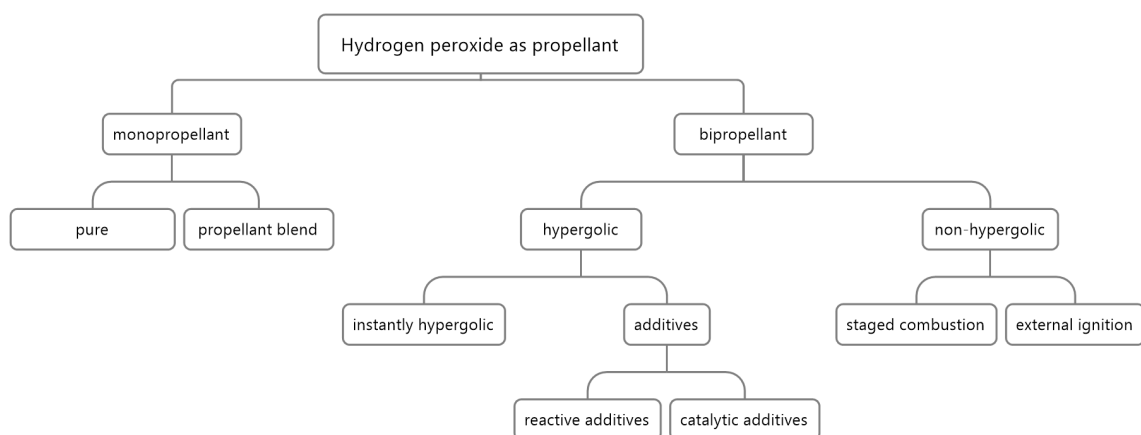 Hydrogen peroxide as propellant
monopropellant
bipropellant
pure
propellant blend
hypergolic
non-hypergolic
instantly hypergolic
additives
staged combustion
external ignition
reactive additives
catalytic additives